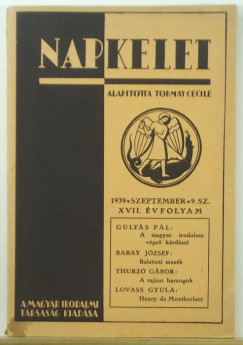 NAPKELET
ALAPÍTOTTA TORMAY CECILE
1939 • SZEPTEMBER • 9. SZ.
XVII. ÉVFOLYAM
GULYÁS PÁL:
A magyar irodalom
végső kérdései
BABAY JÓZSEF:
Balatoni mesék
THURZÓ GÁBOR:
A rajnai harangok
LOVASS GYULA:
Henry de Montherlant
A MAGYAR IRODALMI
TÁRSASÁG KIADÁSA